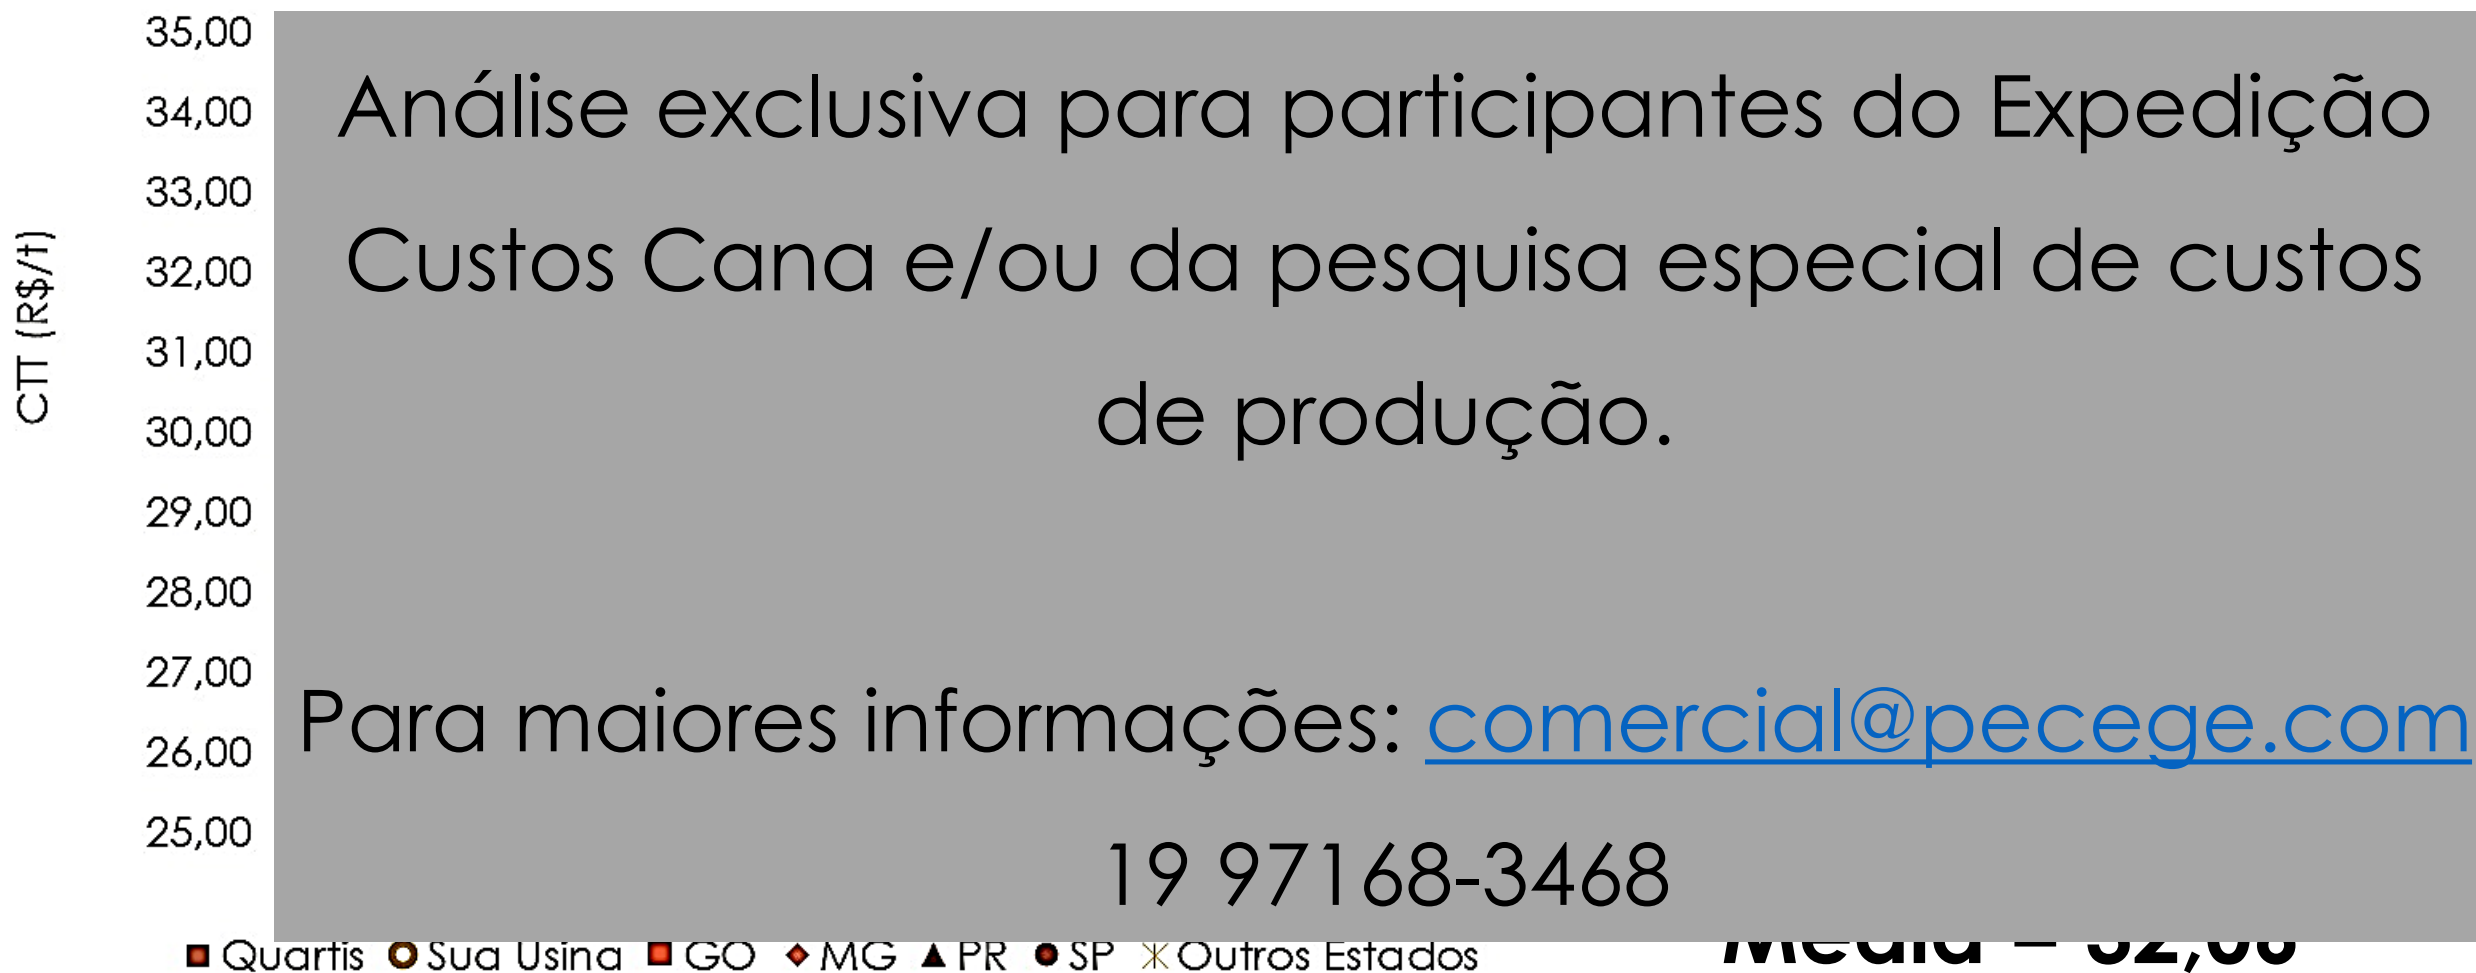 35,00
34,00
33,00
32,00
31,00
30,00
29,00
28,00
27,00
26,00
25,00
CTT (R$/t)
Análise exclusiva para participantes do Expedição
Custos Cana e/ou da pesquisa especial de custos
de produção.
Para maiores informações: comercial@pecege.com
19 97168-3468
Quartis Sua Usina GO MG PR SP Outros Estados
Média =